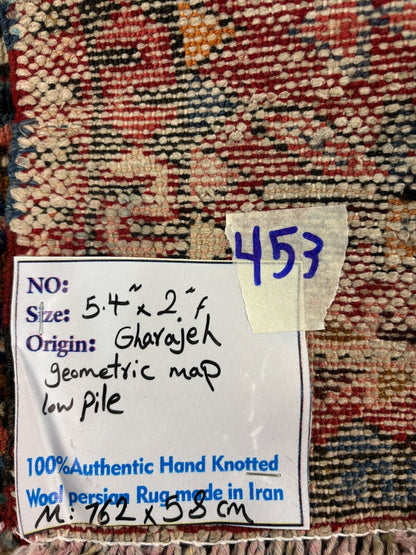 453
NO:
Size: 5.4" x 2." F
Origin: Gharajeh
geometric map
low pile
100%Authentic Hand Knotted
Wool persian Rug made in Iran
M: 162 x 58 cm